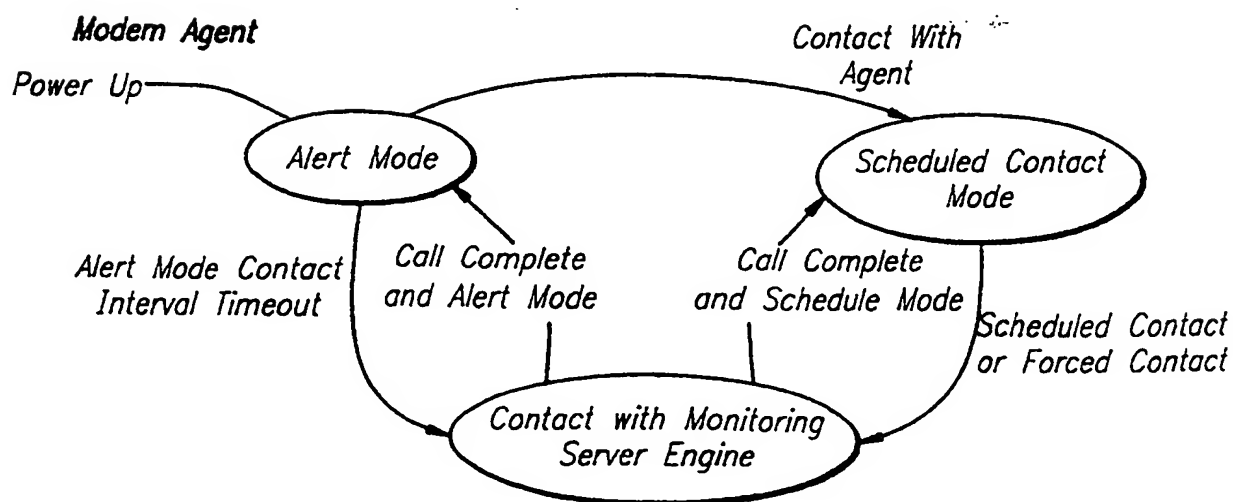 Modem Agent
Power Up
Contact With
Agent
Alert Mode
Scheduled Contact
Mode
Alert Mode Contact
Interval Timeout
Call Complete
and Alert Mode
Call Complete
and Schedule Mode
Scheduled Contact
or Forced Contact
Contact with Monitoring
Server Engine